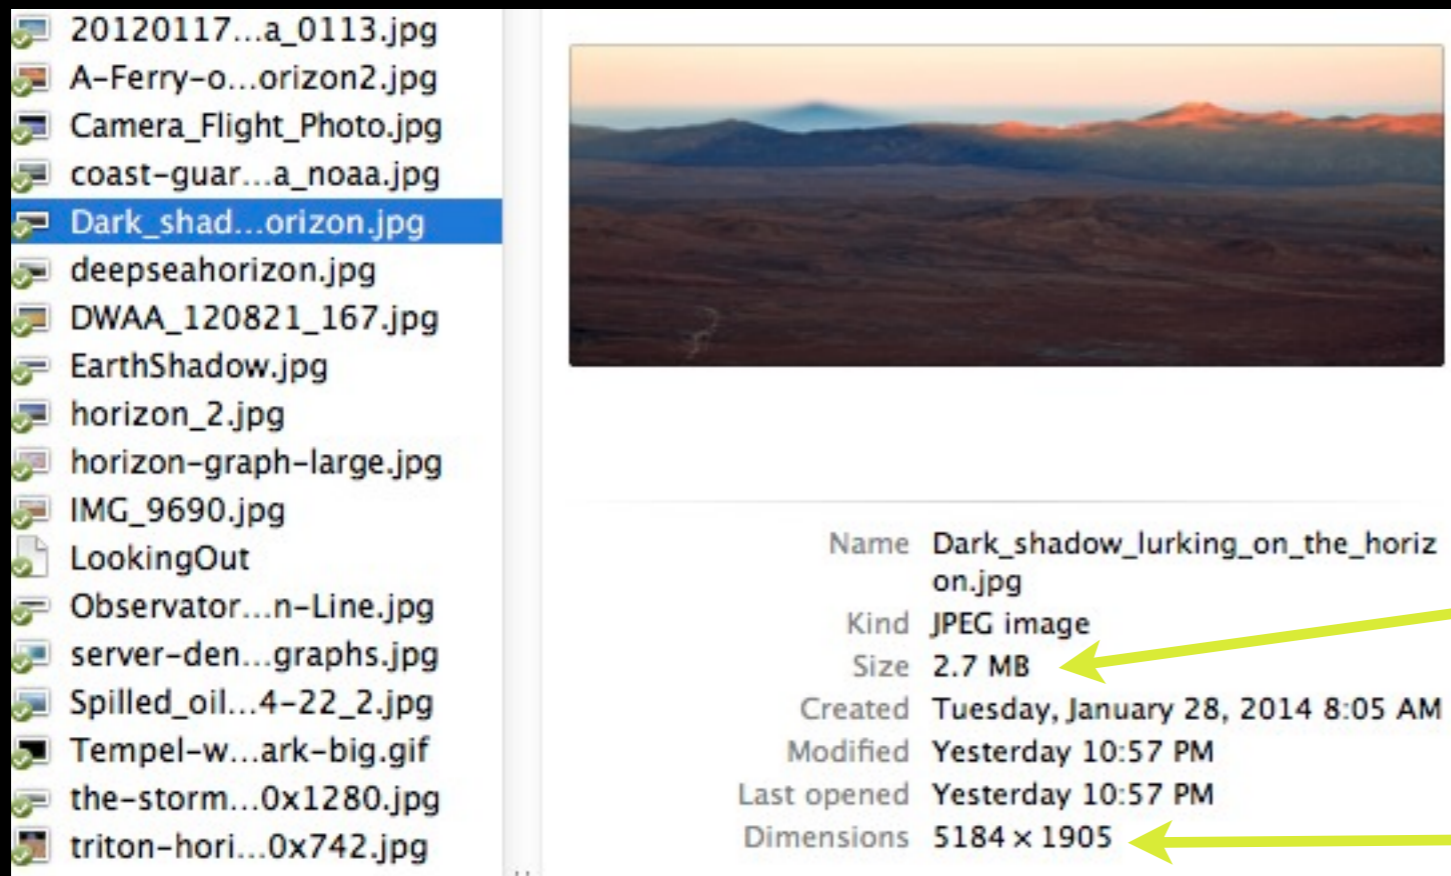 20120117...a_0113.jpg
A-Ferry-o...orizon2.jpg
Camera_Flight_Photo.jpg
coast-guar...a_noaa.jpg
Dark_shad...orizon.jpg
deepseahorizon.jpg
DWAA_120821_167.jpg
EarthShadow.jpg
horizon_2.jpg
horizon-graph-large.jpg
IMG_9690.jpg
LookingOut
Observator...n-Line.jpg
server-den...graphs.jpg
Spilled_oil...4-22_2.jpg
Tempel-w...ark-big.gif
the-storm...0x1280.jpg
triton-hori...0x742.jpg
Name Dark_shadow_lurking_on_the_horiz
on.jpg
Kind JPEG image
Size 2.7 MB
Created Tuesday, January 28, 2014 8:05 AM
Modified Yesterday 10:57 PM
Last opened Yesterday 10:57 PM
Dimensions 5184 × 1905